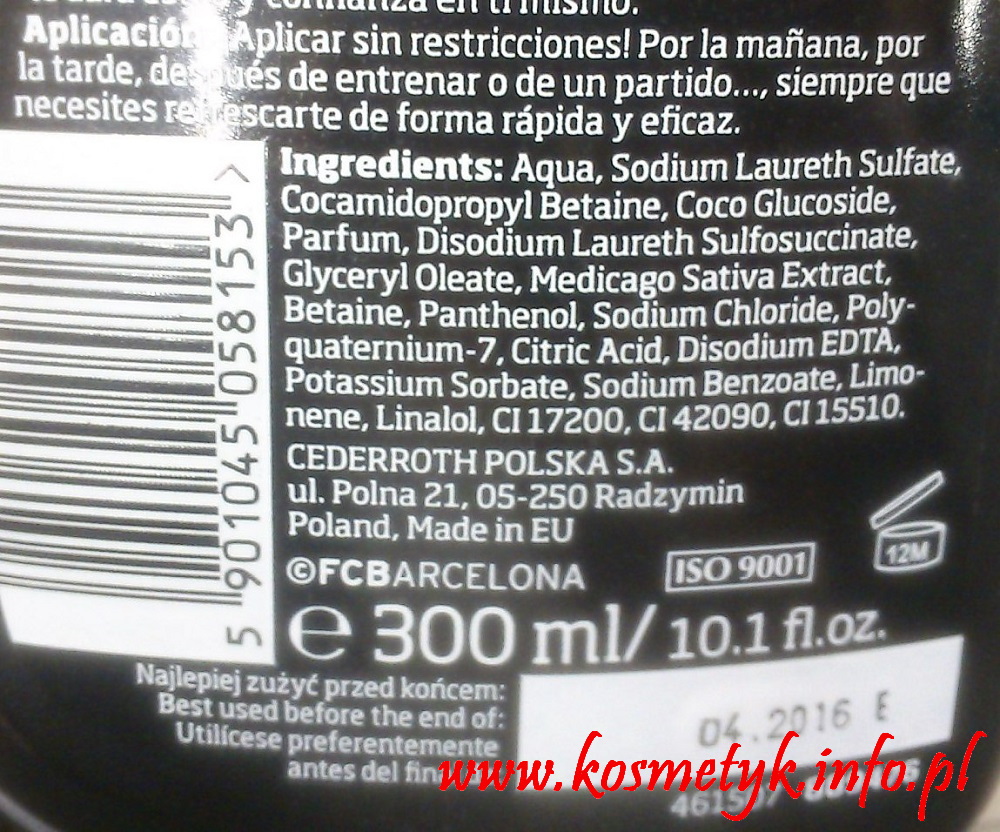 y confianza en ti mismo.
Aplicación: Aplicar sin restricciones! Por la mañana, por
la tarde, después de entrenar o de un partido..., siempre que
necesites refrescarte de forma rápida y eficaz.
Ingredients: Aqua, Sodium Laureth Sulfate,
Cocamidopropyl Betaine, Coco Glucoside,
Parfum, Disodium Laureth Sulfosuccinate,
Glyceryl Oleate, Medicago Sativa Extract,
Betaine, Panthenol, Sodium Chloride, Poly-
quaternium-7, Citric Acid, Disodium EDTA,
Potassium Sorbate, Sodium Benzoate, Limo-
nene, Linalol, CI 17200, CI 42090, CI 15510.
CEDERROTH POLSKA S.A.
ul. Polna 21, 05-250 Radzymin
Poland, Made in EU
12M
©FCBARCELONA
ISO 9001
e 300 ml/ 10.1 fl.oz.
5 901045 058153 >
Najlepiej zużyć przed końcem:
Best used before the end of:
Utilícese preferentemente
antes del fin
04.2016 E
www.kosmetyk.info.pl